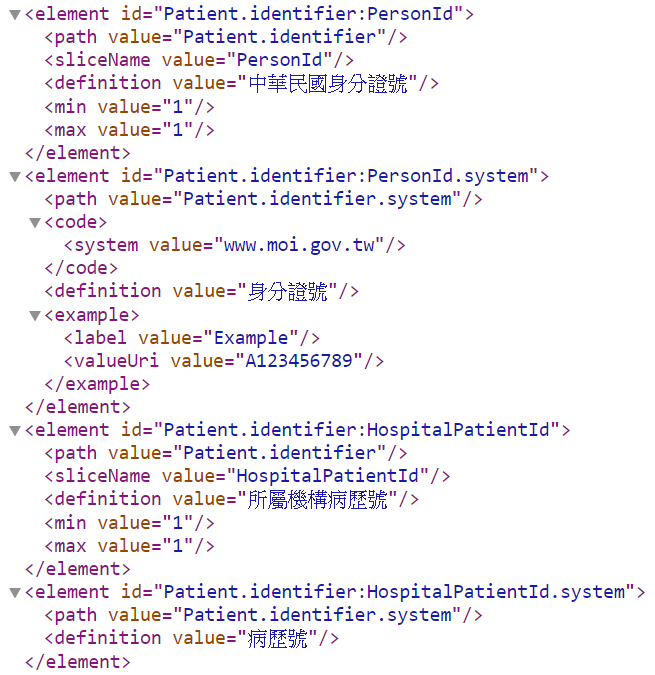 <element id="Patient.identifier:PersonId">
<path value="Patient.identifier"/>
<sliceName value="PersonId"/>
<definition value="中華民國身分證號"/>
<min value="1"/>
<max value="1"/>
</element>
<element id="Patient.identifier:PersonId.system">
<path value="Patient.identifier.system"/>
<code>
<system value="www.moi.gov.tw"/>
</code>
<definition value="身分證號"/>
<example>
<label value="Example"/>
<valueUri value="A123456789"/>
</example>
</element>
<element id="Patient.identifier:HospitalPatientId">
<path value="Patient.identifier"/>
<sliceName value="HospitalPatientId"/>
<definition value="所屬機構病歷號"/>
<min value="1"/>
<max value="1"/>
</element>
<element id="Patient.identifier:HospitalPatientId.system">
<path value="Patient.identifier.system"/>
<definition value="病歷號"/>
</element>